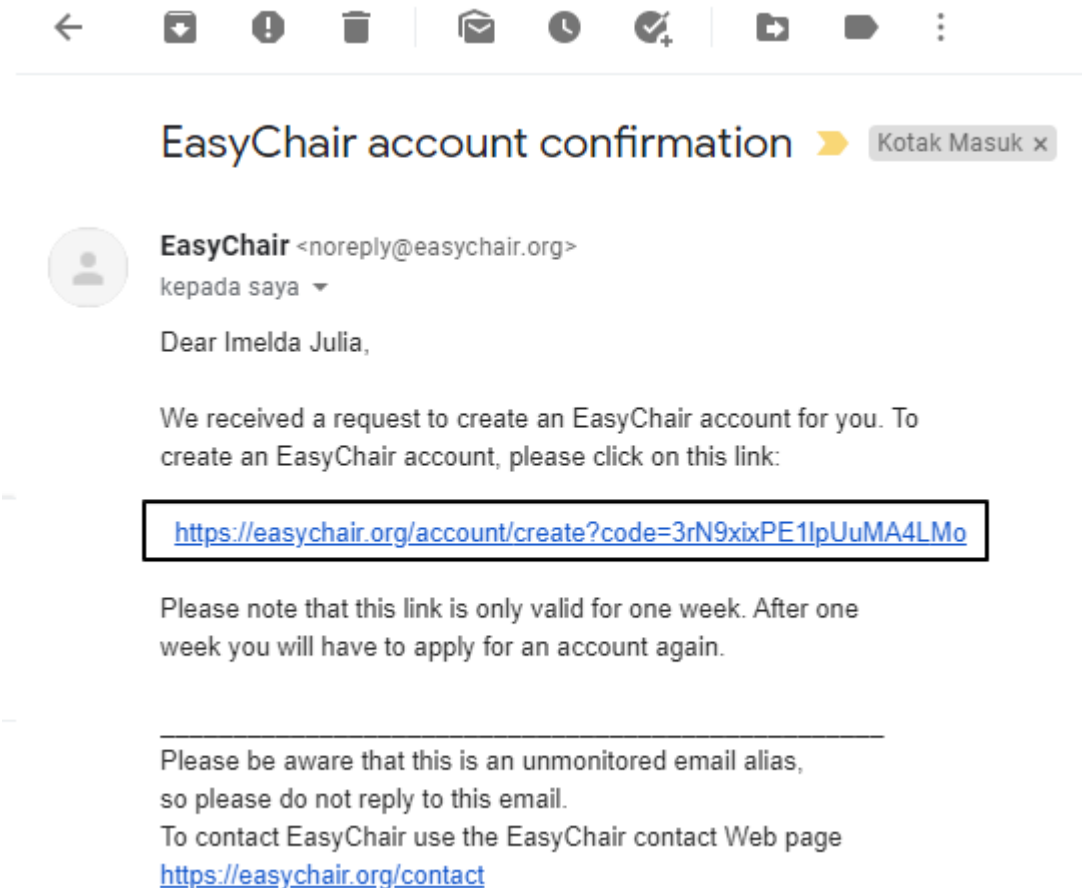 EasyChair account confirmation Kotak Masuk x
EasyChair <noreply@easychair.org>
kepada saya
Dear Imelda Julia,
We received a request to create an EasyChair account for you. To
create an EasyChair account, please click on this link:
https://easychair.org/account/create?code=3rN9xixPE1lpUuMA4LMo
Please note that this link is only valid for one week. After one
week you will have to apply for an account again.
Please be aware that this is an unmonitored email alias,
so please do not reply to this email.
To contact EasyChair use the EasyChair contact Web page
https://easychair.org/contact